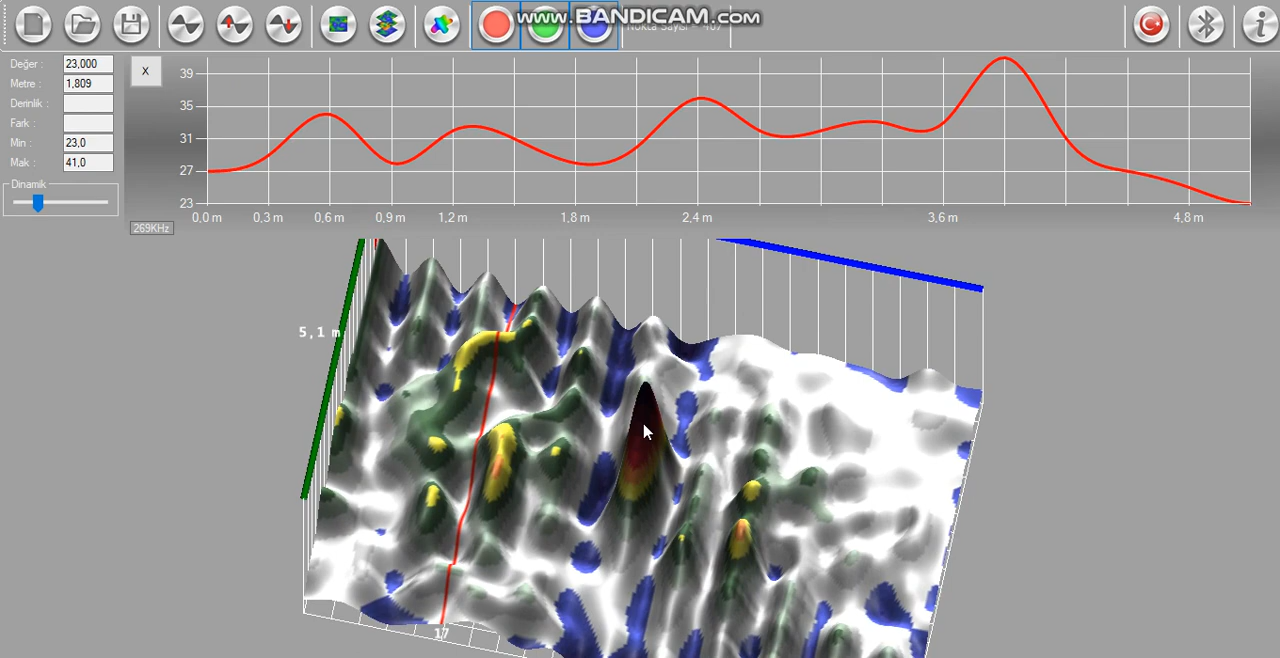 www.BANDICAM.com
Nokta Sayısı
Değer : 23,000
Metre : 1,809
Derinlik :
Fark :
Min : 23,0
Mak : 41,0
Dinamik
X
39
35
31
27
23
0,0 m 0,3 m 0,6 m 0,9 m 1,2 m 1,8 m 2,4 m 3,6 m 4,8 m
269KHz
5,1 m
17